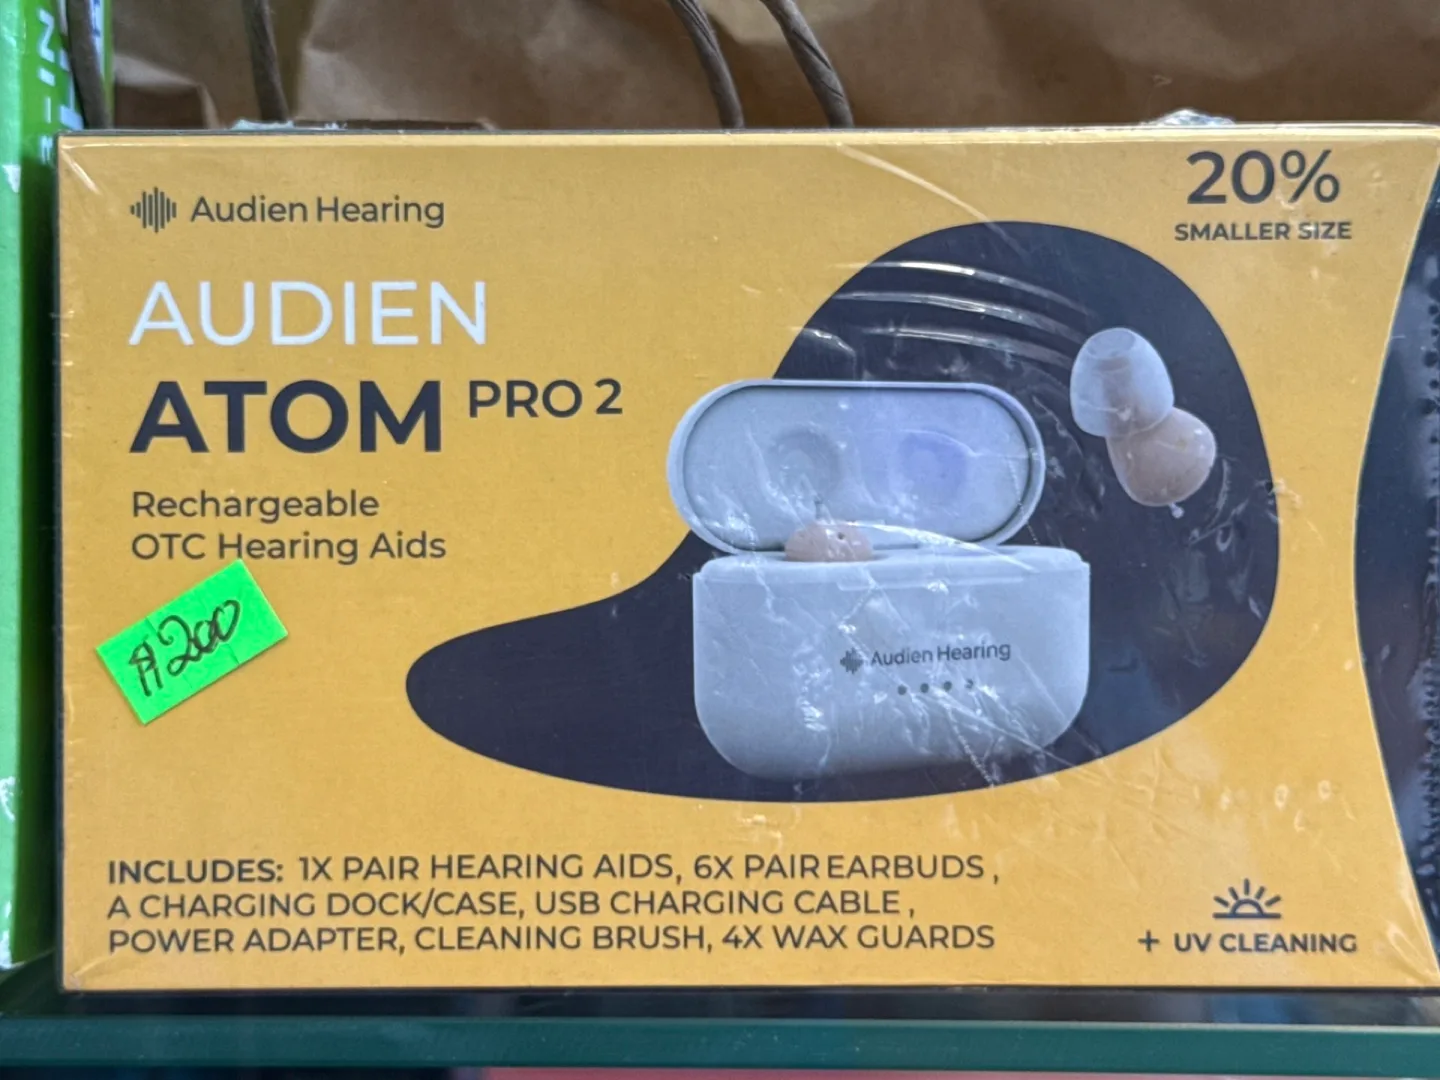 Audien Hearing
20%
SMALLER SIZE
AUDIEN
ATOM PRO 2
Rechargeable
OTC Hearing Aids
$200
Audien Hearing
INCLUDES: 1X PAIR HEARING AIDS, 6X PAIR EARBUDS,
A CHARGING DOCK/CASE, USB CHARGING CABLE,
POWER ADAPTER, CLEANING BRUSH, 4X WAX GUARDS
+ UV CLEANING